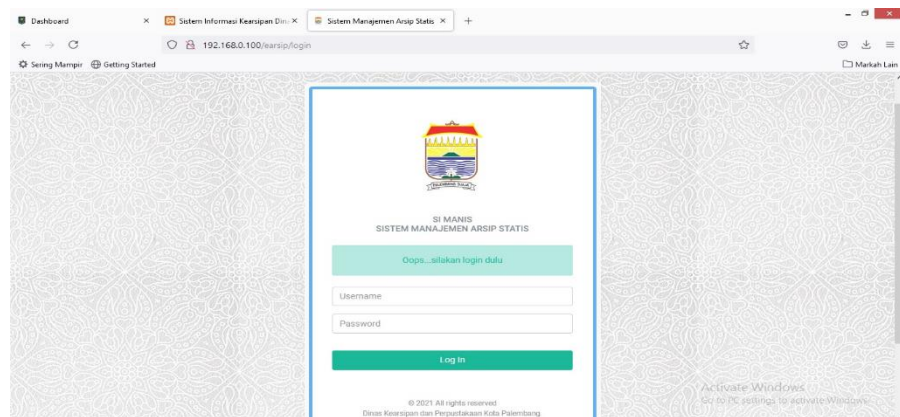 Dashboard
Sistem Informasi Kearsipan Din
Sistem Manajemen Arsip Statis
192.168.0.100/earsip/login
Sering Mampir
Getting Started
Markah Lain
SI MANIS
SISTEM MANAJEMEN ARSIP STATIS
Oops...silakan login dulu
Username
Password
Log In
© 2021 All rights reserved
Dinas Kearsipan dan Perpustakaan Kota Palembang
Activate Windows
Go to PC settings to activate Windows.